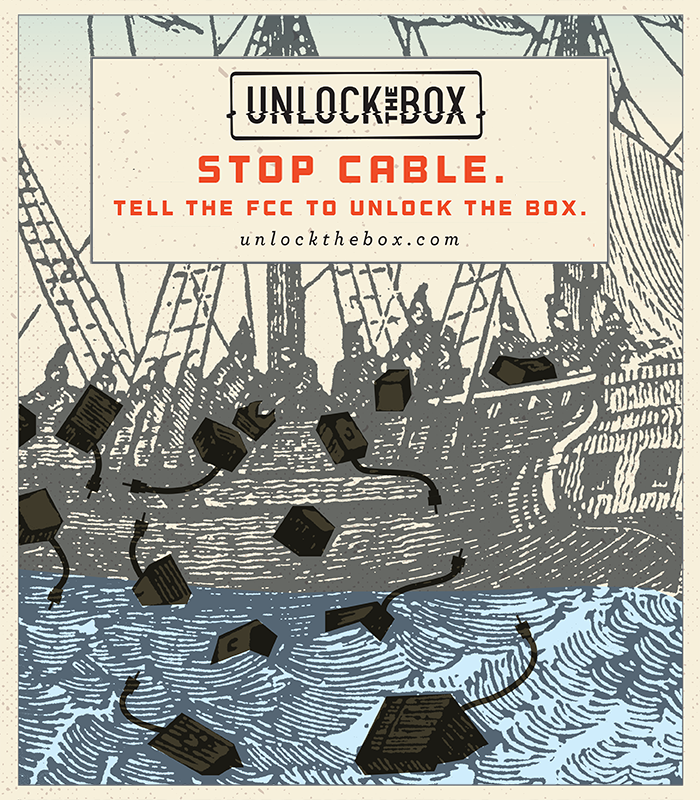 UNLOCK THE BOX
STOP CABLE.
TELL THE FCC TO UNLOCK THE BOX.
unlockthebox.com